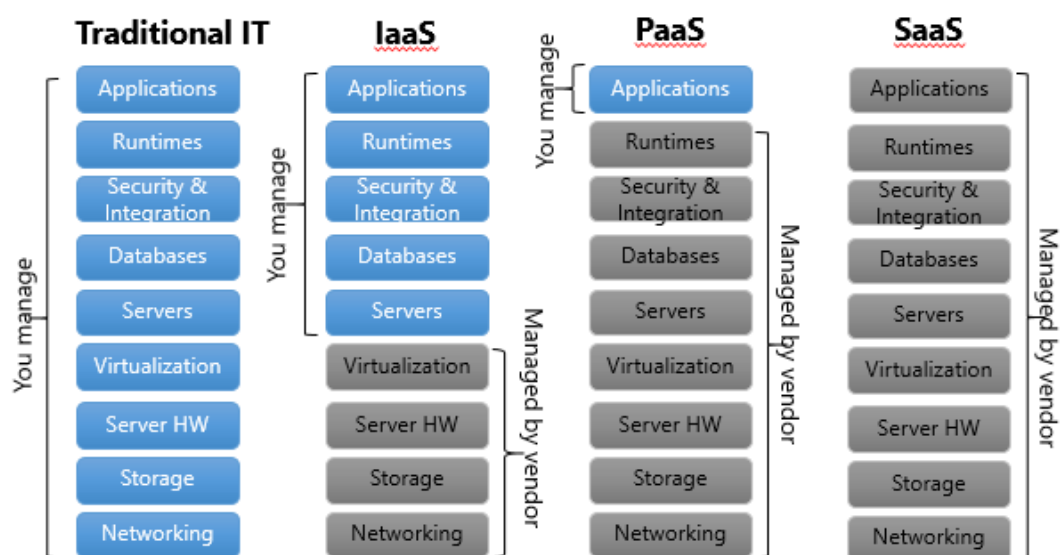 Traditional IT
IaaS
PaaS
SaaS
You manage
Applications
Runtimes
Security &
Integration
Databases
Servers
Virtualization
Server HW
Storage
Networking
You manage
Applications
Runtimes
Security &
Integration
Databases
Servers
Virtualization
Server HW
Storage
Networking
Managed by vendor
You manage
Applications
Runtimes
Security &
Integration
Databases
Servers
Virtualization
Server HW
Storage
Networking
Managed by vendor
Applications
Runtimes
Security &
Integration
Databases
Servers
Virtualization
Server HW
Storage
Networking
Managed by vendor